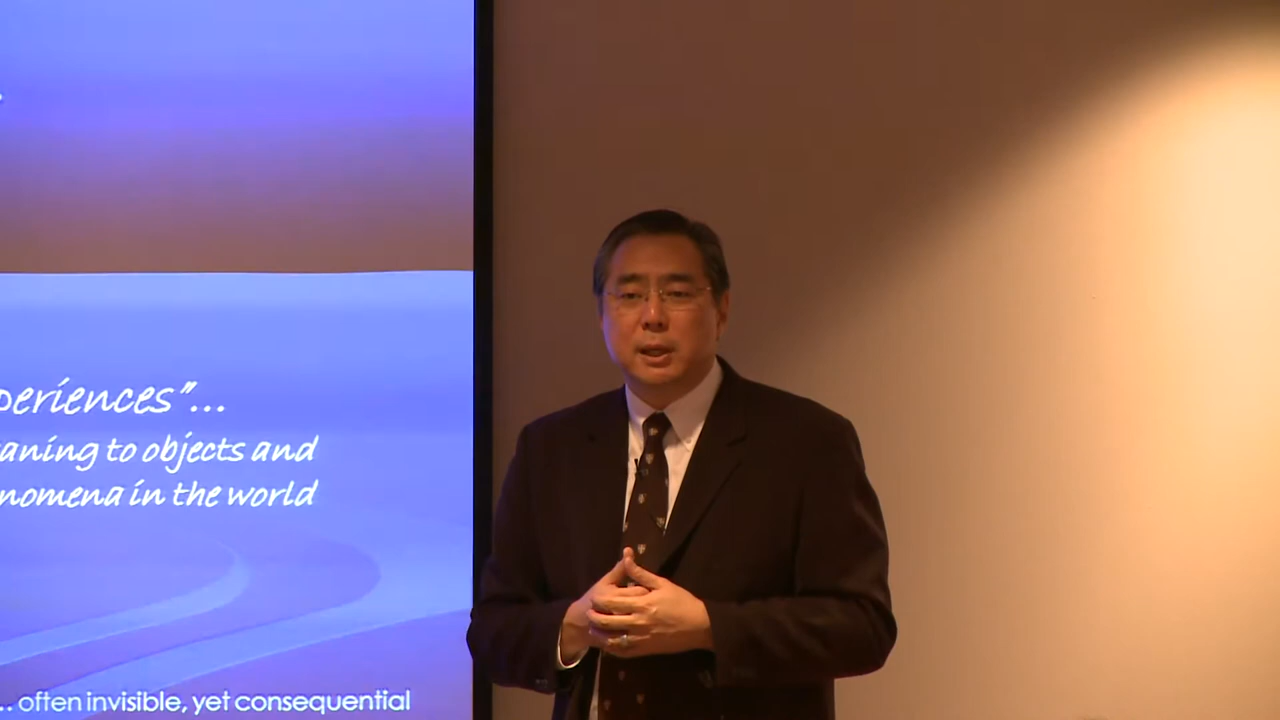 periences”...
aning to objects and
nomena in the world
... often invisible, yet consequential